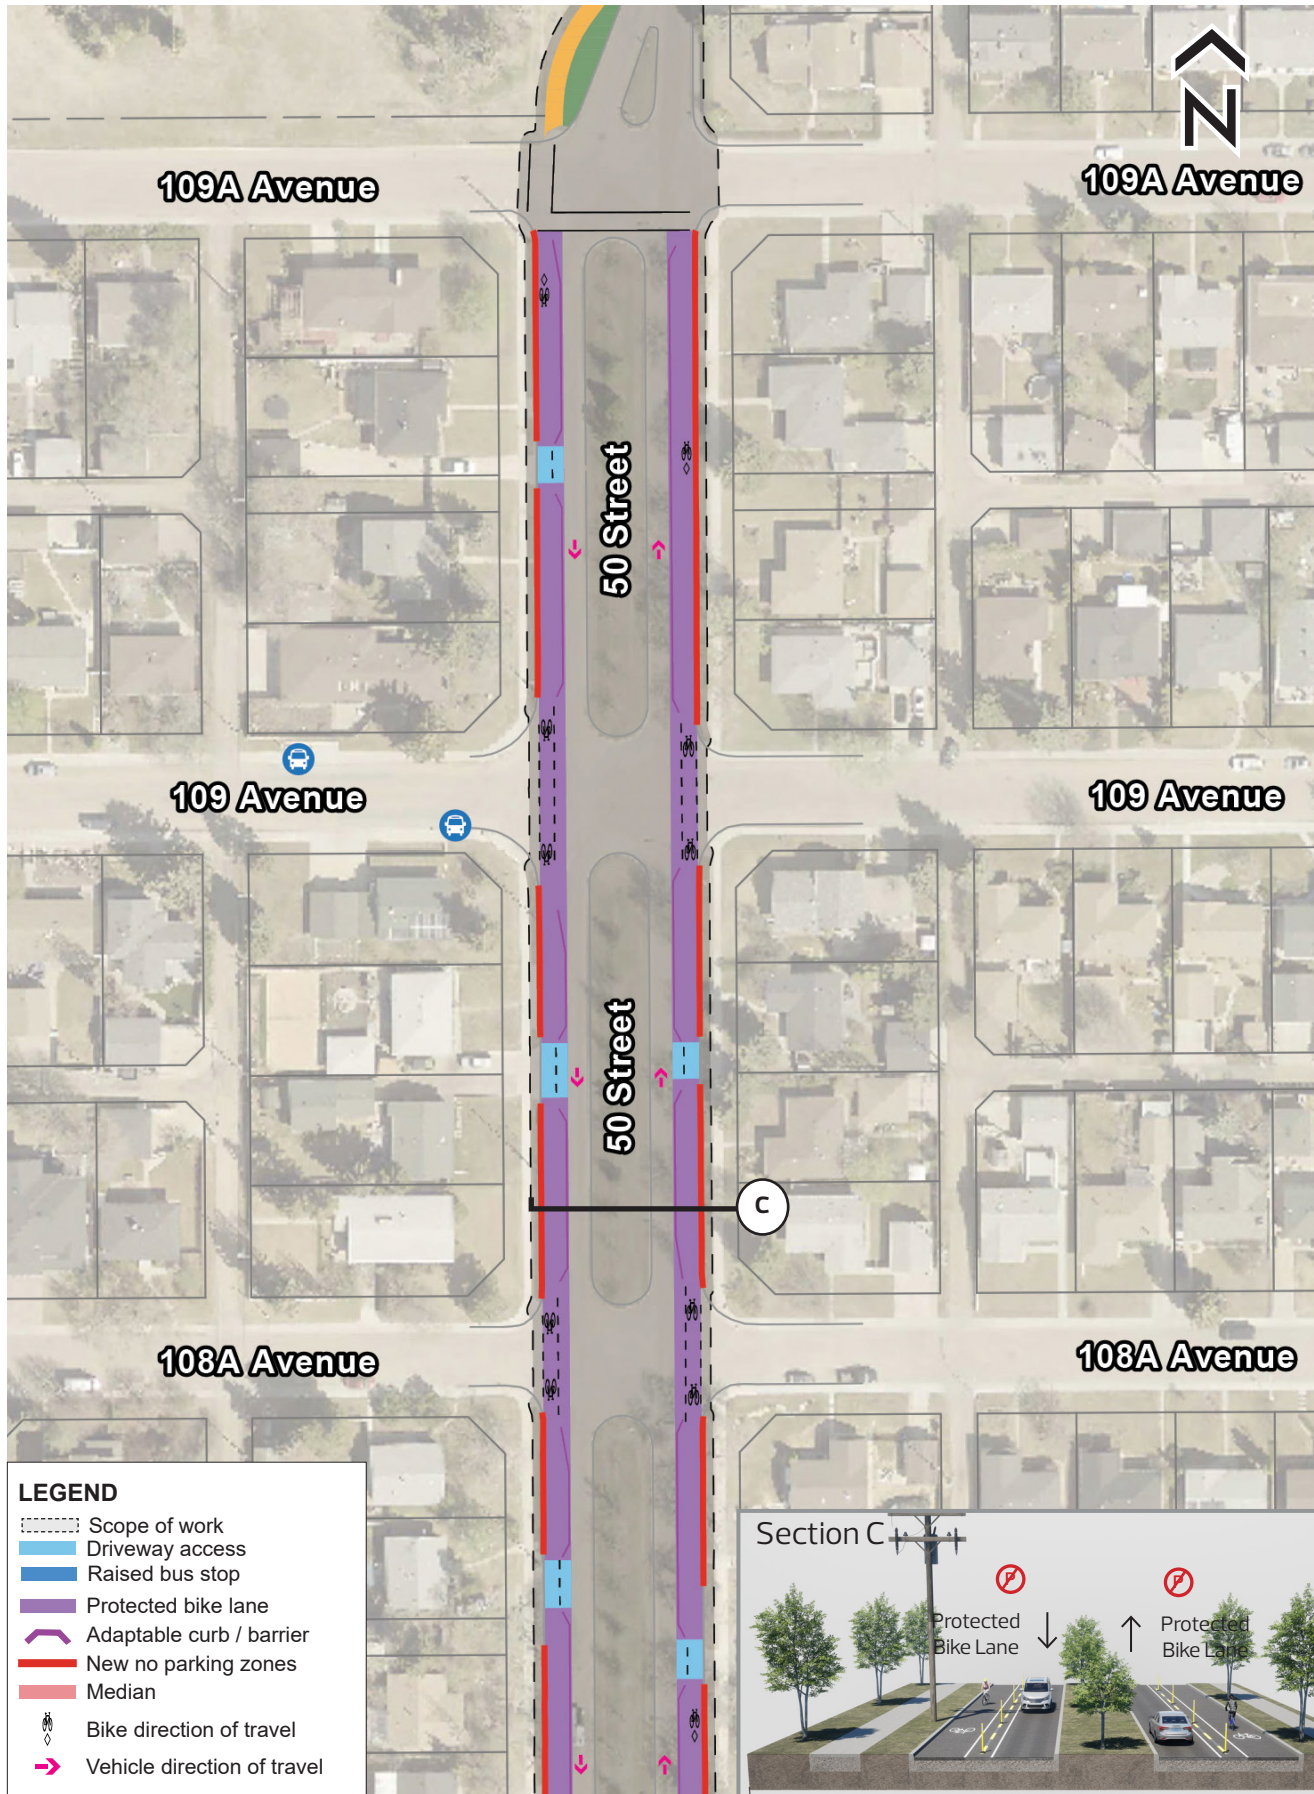 N
109A Avenue
109A Avenue
50 Street
109 Avenue
109 Avenue
50 Street
C
108A Avenue
108A Avenue
LEGEND
Scope of work
Driveway access
Raised bus stop
Protected bike lane
Adaptable curb / barrier
New no parking zones
Median
Bike direction of travel
Vehicle direction of travel
Section C
P
P
Protected
Bike Lane
Protected
Bike Lane